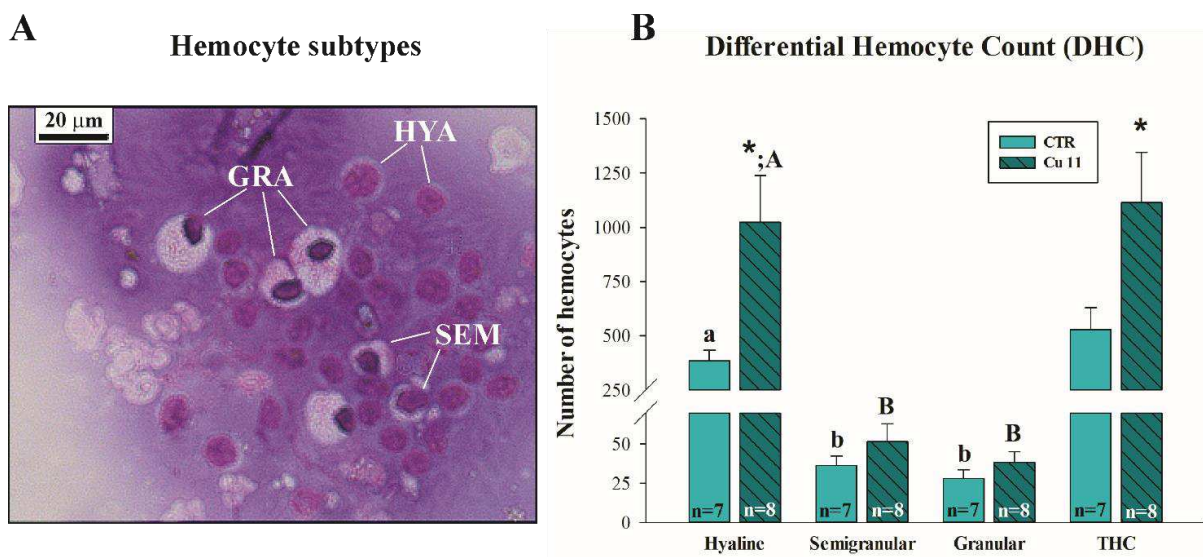 A
Hemocyte subtypes
20 μm
HYA
GRA
SEM
B
Differential Hemocyte Count (DHC)
Number of hemocytes
1500
1250
1000
750
500
250
50
25
0
CTR
Cu 11
a
*;A
b
B
b
B
*
n=7
n=8
n=7
n=8
n=7
n=8
n=7
n=8
Hyaline
Semigranular
Granular
THC